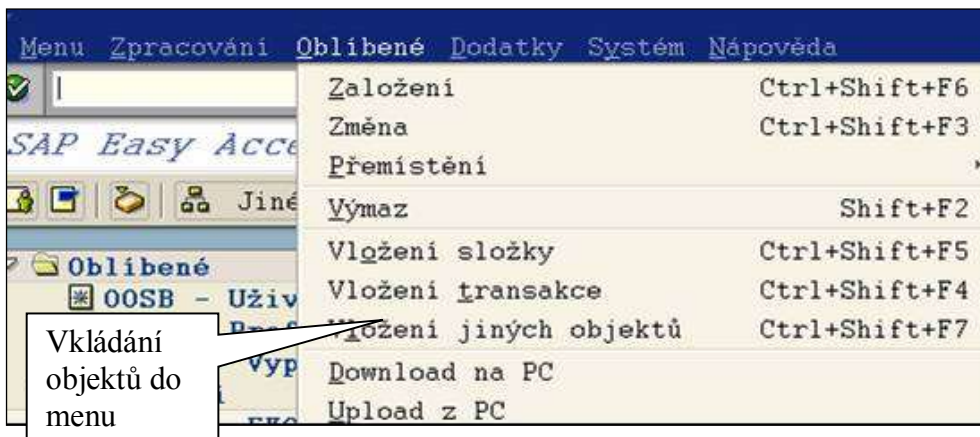 Menu Zpracování Oblíbené Dodatky Systém Nápověda
Založení Ctrl+Shift+F6
Změna Ctrl+Shift+F3
SAP Easy
Přemístění
Jiné
Výmaz Shift+F2
Vložení složky Ctrl+Shift+F5
Oblíbené
Vložení transakce Ctrl+Shift+F4
OOSB -
Vložení jiných objektů Ctrl+Shift+F7
Vkládání
objektů do
menu
Download na PC
Upload z PC